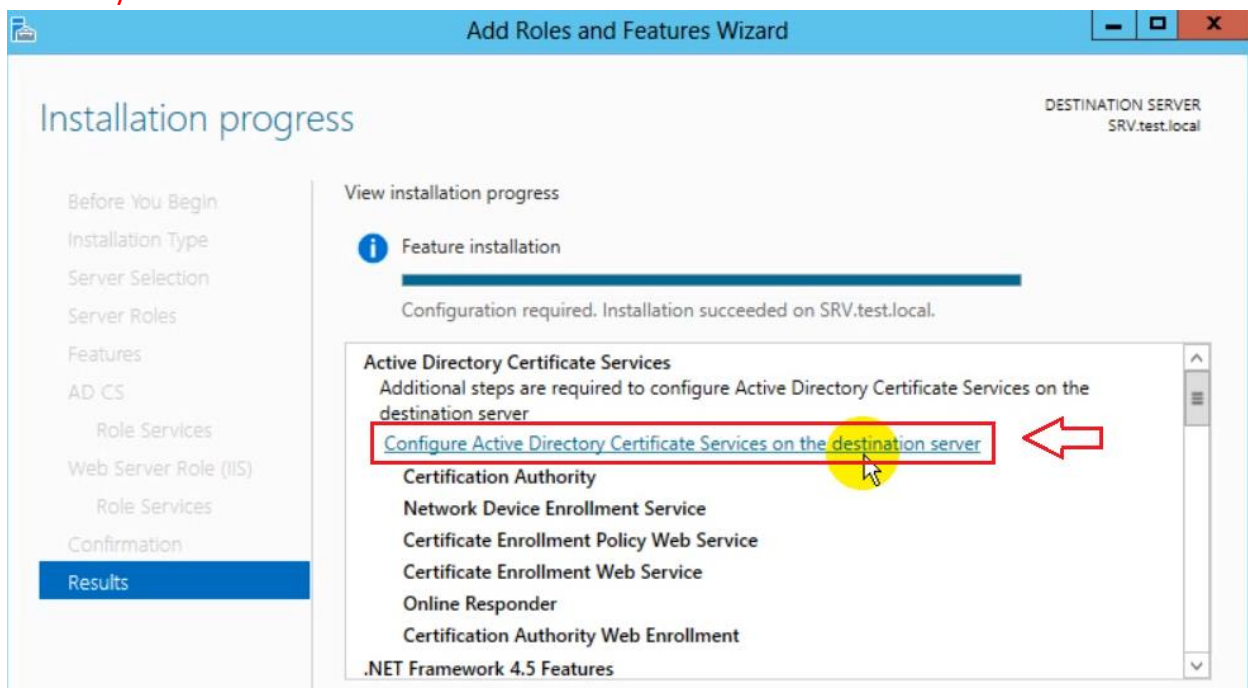 Add Roles and Features Wizard
Installation progress
DESTINATION SERVER
SRV.test.local
Before You Begin
Installation Type
Server Selection
Server Roles
Features
AD CS
Role Services
Web Server Role (IIS)
Role Services
Confirmation
Results
View installation progress
Feature installation
Configuration required. Installation succeeded on SRV.test.local.
Active Directory Certificate Services
Additional steps are required to configure Active Directory Certificate Services on the
destination server
Configure Active Directory Certificate Services on the destination server
Certification Authority
Network Device Enrollment Service
Certificate Enrollment Policy Web Service
Certificate Enrollment Web Service
Online Responder
Certification Authority Web Enrollment
.NET Framework 4.5 Features